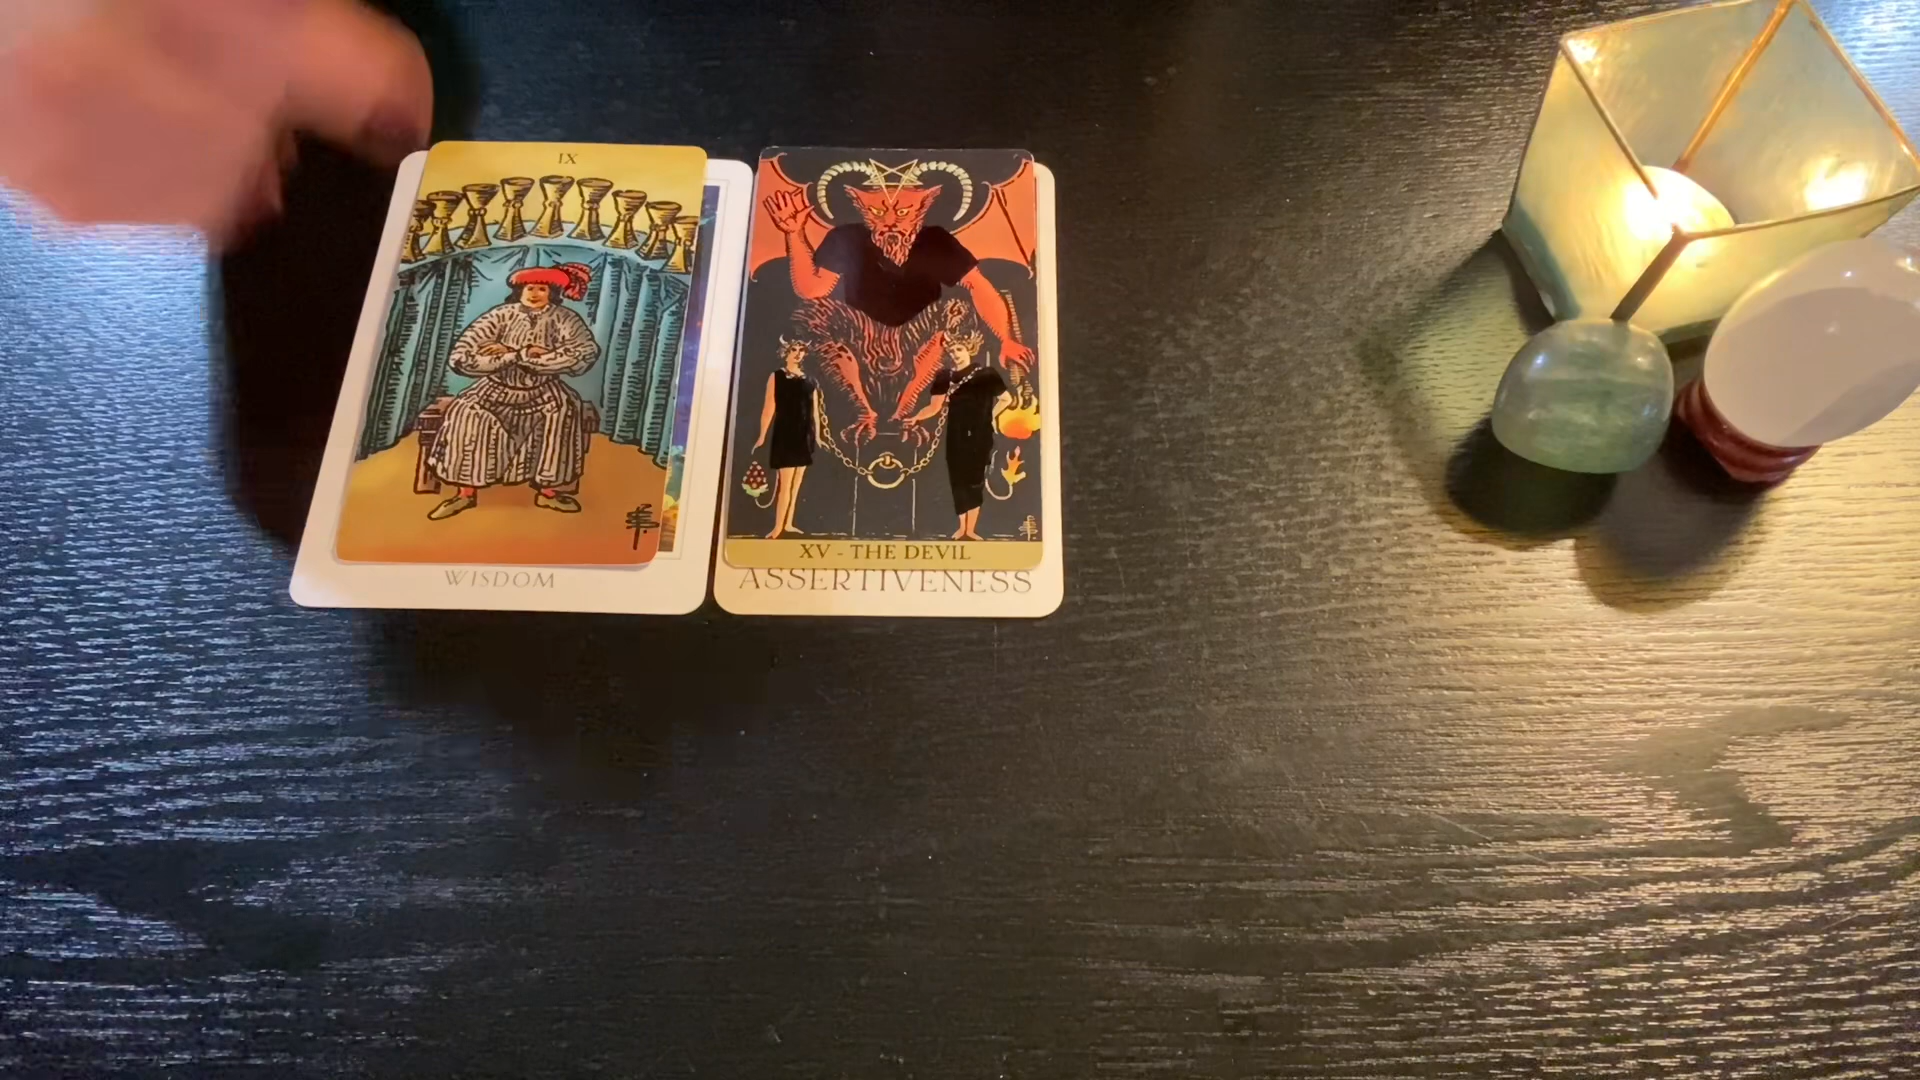 IX
WISDOM
XV - THE DEVIL
ASSERTIVENESS